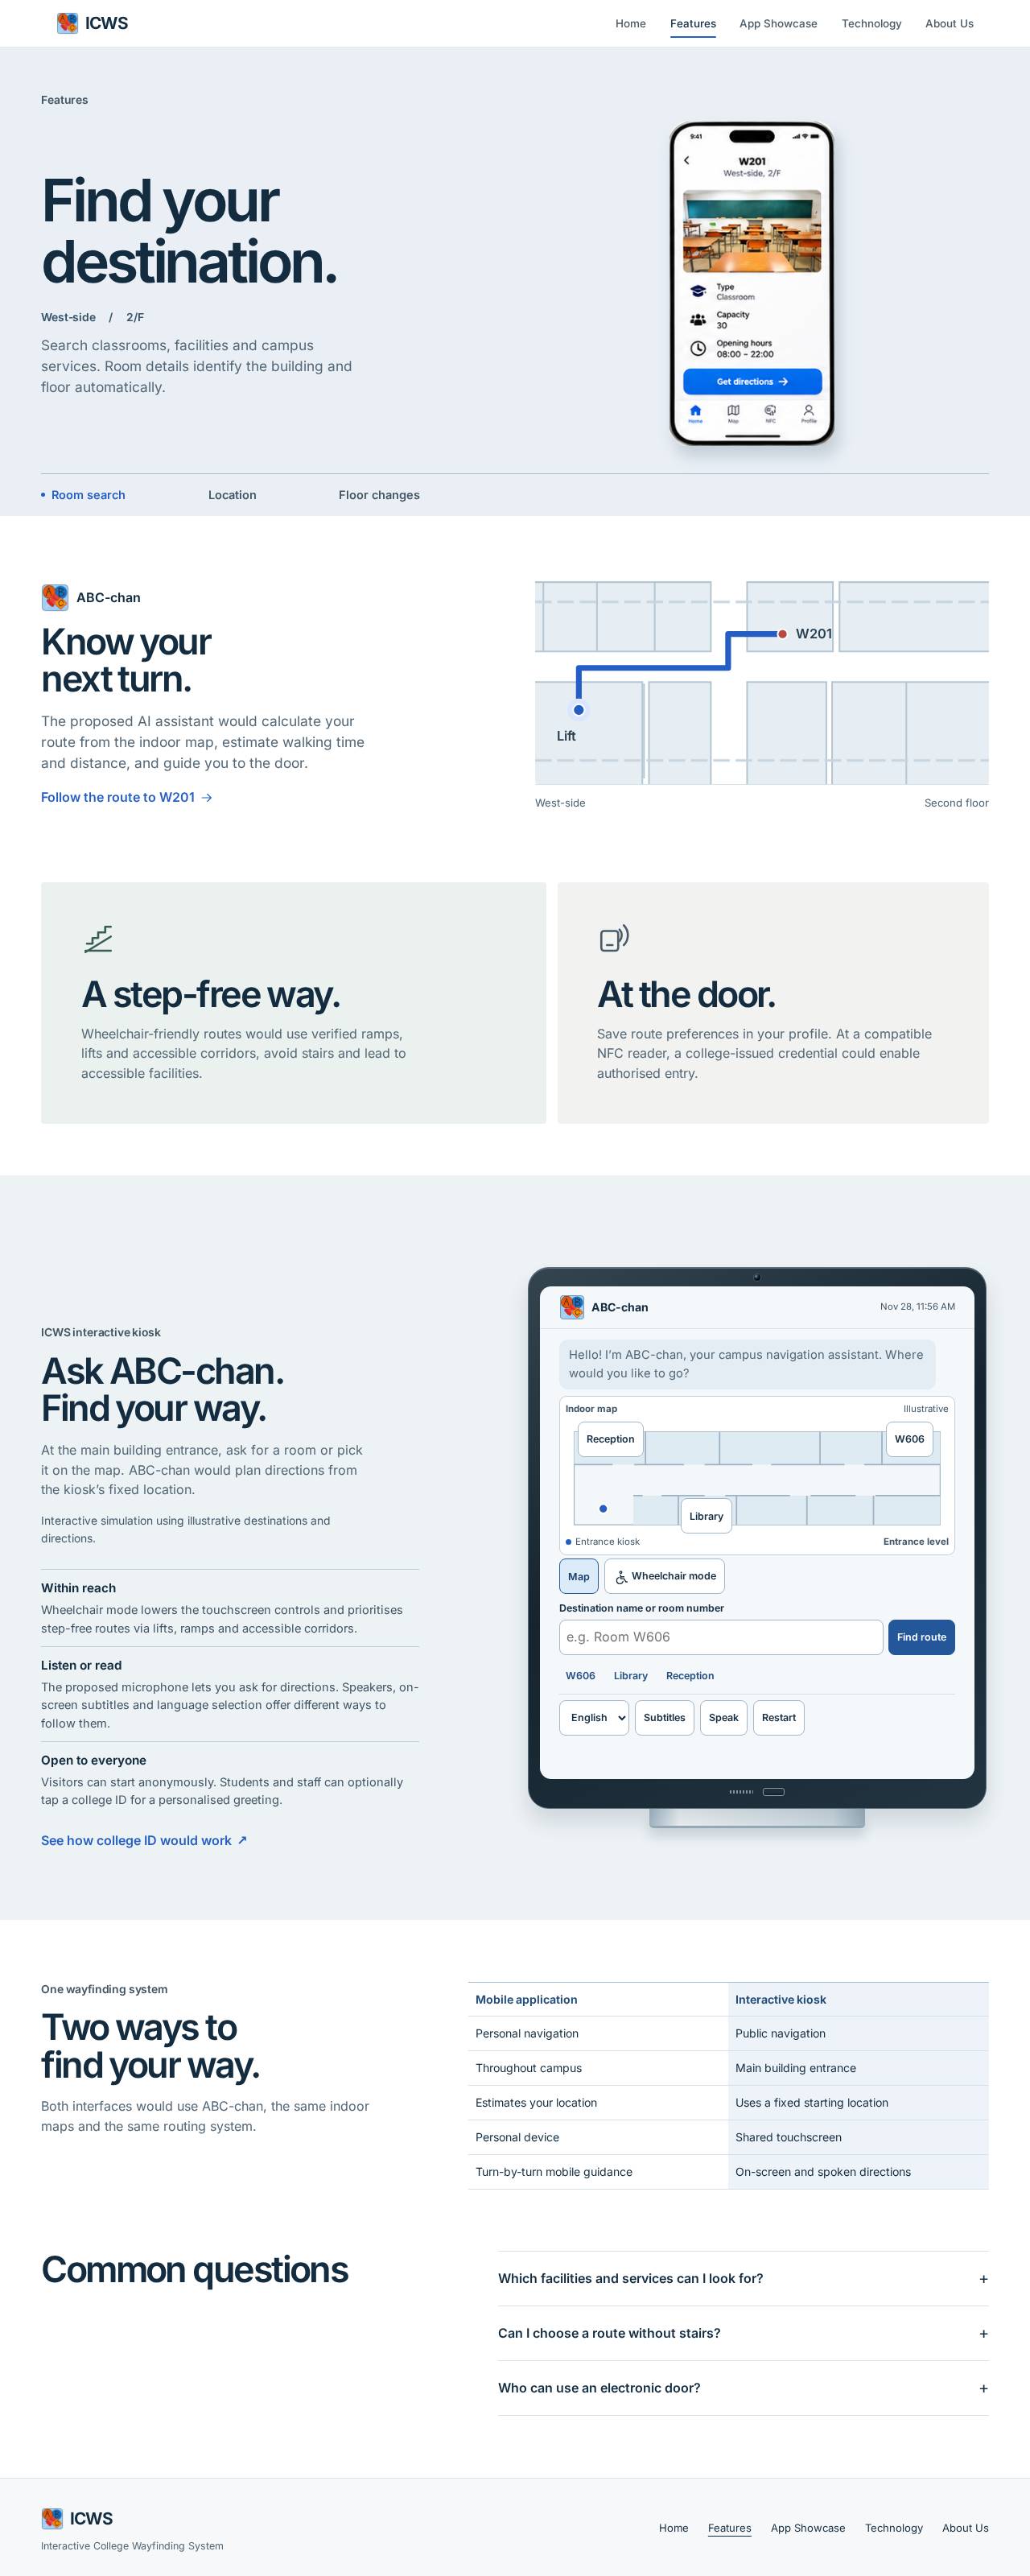 ICWS
Home
Features
App Showcase
Technology
About Us
Features
Find your
destination.
West-side / 2/F
Search classrooms, facilities and campus
services. Room details identify the building and
floor automatically.
9:41
W201
West-side, 2/F
Type
Classroom
Capacity
30
Opening hours
08:00 - 22:00
Get directions →
Home
Map
NFC
Profile
Room search
Location
Floor changes
ABC-chan
Know your
next turn.
The proposed AI assistant would calculate your
route from the indoor map, estimate walking time
and distance, and guide you to the door.
Follow the route to W201 →
W201
Lift
West-side
Second floor
A step-free way.
Wheelchair-friendly routes would use verified ramps,
lifts and accessible corridors, avoid stairs and lead to
accessible facilities.
At the door.
Save route preferences in your profile. At a compatible
NFC reader, a college-issued credential could enable
authorised entry.
ICWS interactive kiosk
Ask ABC-chan.
Find your way.
At the main building entrance, ask for a room or pick
it on the map. ABC-chan would plan directions from
the kiosk’s fixed location.
Interactive simulation using illustrative destinations and
directions.
Within reach
Wheelchair mode lowers the touchscreen controls and prioritises
step-free routes via lifts, ramps and accessible corridors.
Listen or read
The proposed microphone lets you ask for directions. Speakers, on-
screen subtitles and language selection offer different ways to
follow them.
Open to everyone
Visitors can start anonymously. Students and staff can optionally
tap a college ID for a personalised greeting.
See how college ID would work ↗
ABC-chan
Nov 28, 11:56 AM
Hello! I’m ABC-chan, your campus navigation assistant. Where
would you like to go?
Indoor map
Illustrative
Reception
W606
Library
Entrance kiosk
Entrance level
Map
Wheelchair mode
Destination name or room number
e.g. Room W606
Find route
W606
Library
Reception
English
Subtitles
Speak
Restart
One wayfinding system
Two ways to
find your way.
Both interfaces would use ABC-chan, the same indoor
maps and the same routing system.
Mobile application
Interactive kiosk
Personal navigation
Public navigation
Throughout campus
Main building entrance
Estimates your location
Uses a fixed starting location
Personal device
Shared touchscreen
Turn-by-turn mobile guidance
On-screen and spoken directions
Common questions
Which facilities and services can I look for? +
Can I choose a route without stairs? +
Who can use an electronic door? +
ICWS
Interactive College Wayfinding System
Home
Features
App Showcase
Technology
About Us